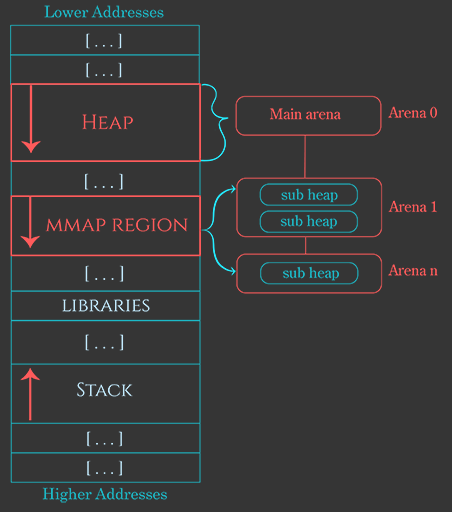 Lower Addresses
[ . . . ]
[ . . . ]
Heap
Main arena
Arena 0
[ . . . ]
sub heap
sub heap
Arena 1
MMAP REGION
[ . . . ]
sub heap
Arena n
LIBRARIES
[ . . . ]
Stack
[ . . . ]
[ . . . ]
Higher Addresses